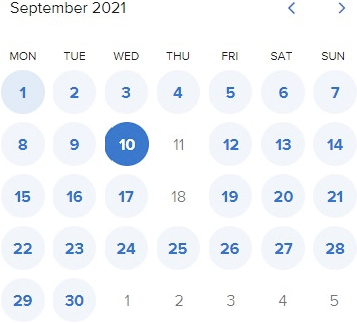 September 2021
MON TUE WED THU FRI SAT SUN
1 2 3 4 5 6 7
8 9 10 11 12 13 14
15 16 17 18 19 20 21
22 23 24 25 26 27 28
29 30 1 2 3 4 5